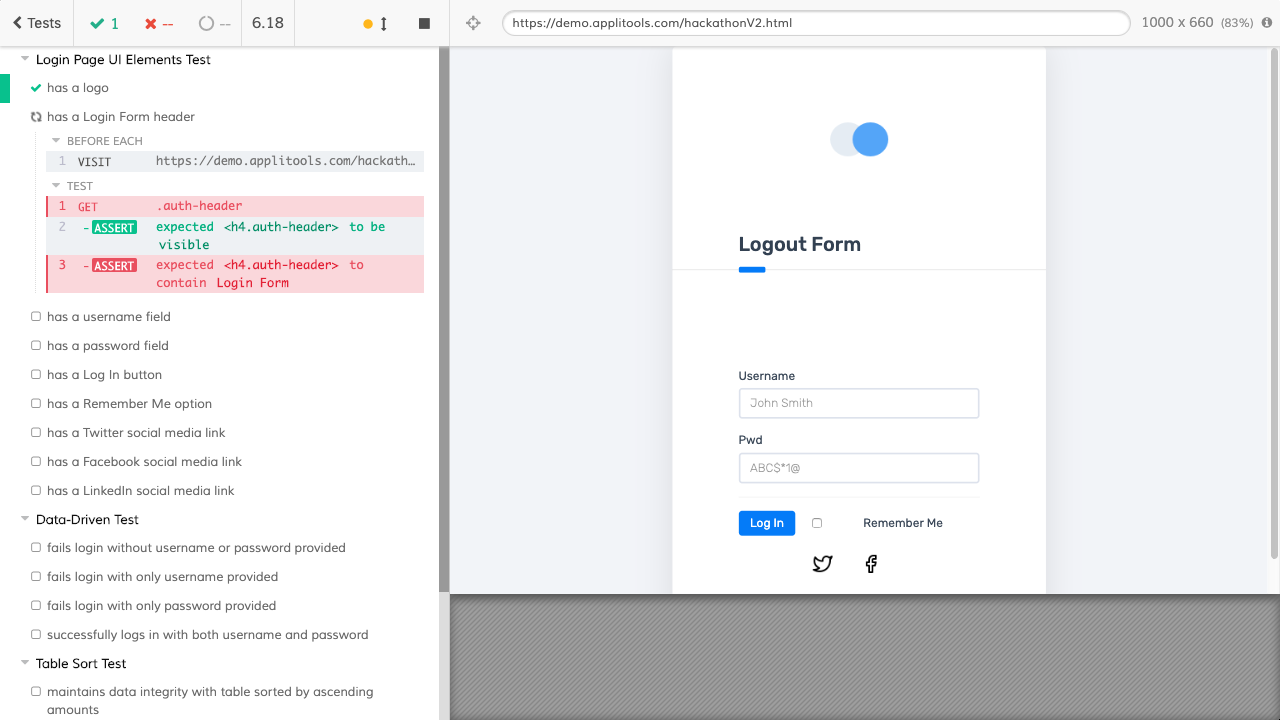 Tests 1 -- -- 6.18
https://demo.applitools.com/hackathonV2.html 1000 x 660 (83%)
Login Page UI Elements Test
has a logo
has a Login Form header
BEFORE EACH
1 VISIT https://demo.applitools.com/hackath...
TEST
1 GET .auth-header
2 -ASSERT expected <h4.auth-header> to be
visible
3 -ASSERT expected <h4.auth-header> to
contain Login Form
has a username field
has a password field
has a Log In button
has a Remember Me option
has a Twitter social media link
has a Facebook social media link
has a LinkedIn social media link
Data-Driven Test
fails login without username or password provided
fails login with only username provided
fails login with only password provided
successfully logs in with both username and password
Table Sort Test
maintains data integrity with table sorted by ascending
amounts
Logout Form
Username
John Smith
Pwd
ABC$*1@
Log In Remember Me